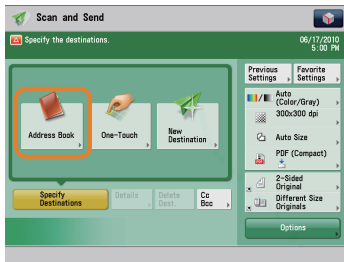 Scan and Send
Specify the destinations.
06/17/2010
5:00 PM
Previous
Settings
Favorite
Settings
Address Book
One-Touch
New
Destination
Auto
(Color/Gray)
300x300 dpi
Auto Size
PDF (Compact)
2-Sided
Original
Different Size
Originals
Specify
Destinations
Details
Delete
Dest.
Cc
Bcc
Options